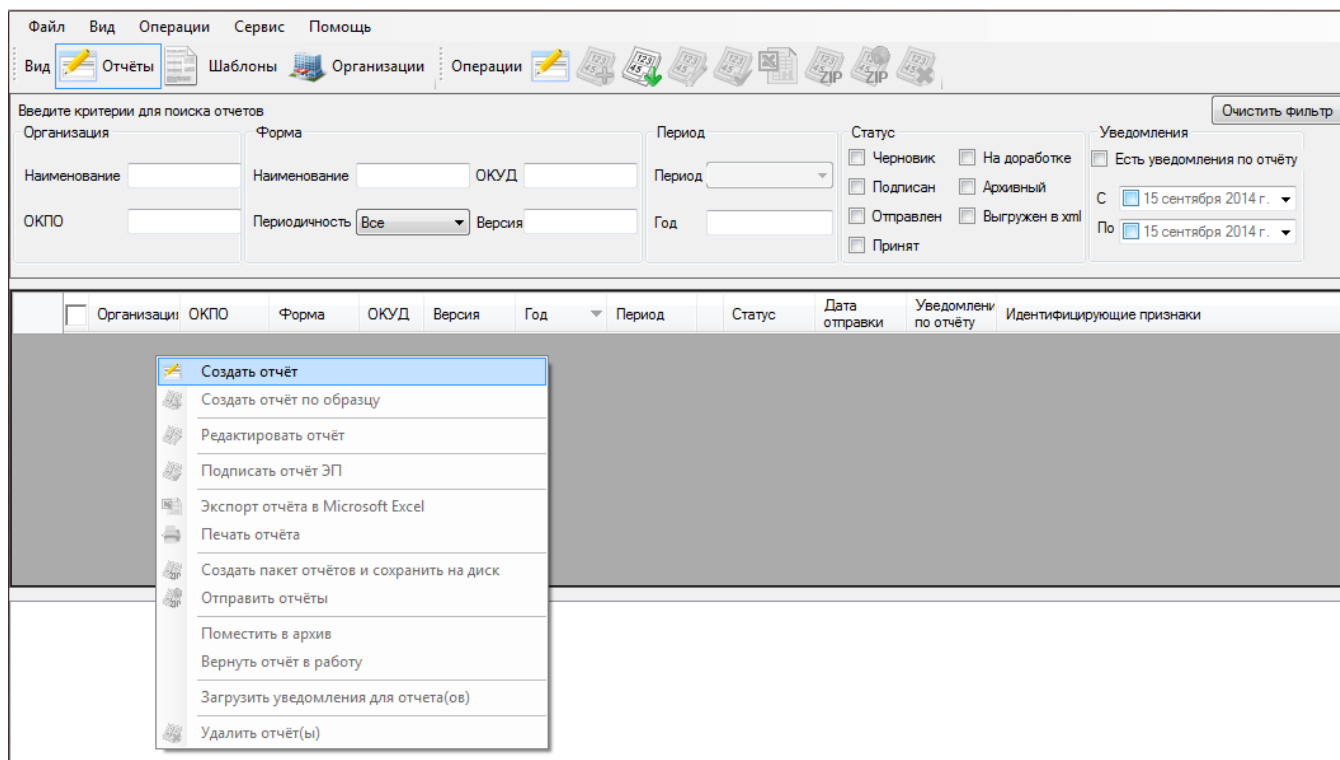 Файл Вид Операции Сервис Помощь
Вид Отчёты Шаблоны Организации Операции
Введите критерии для поиска отчетов Очистить фильтр
Организация Форма Период Статус Уведомления
Черновик На доработке Есть уведомления по отчёту
Наименование Наименование ОКУД Период
Подписан Архивный С 15 сентября 2014 г.
ОКПО Периодичность Все Версия Год Отправлен Выгружен в xml
По 15 сентября 2014 г.
Принят
Организаци ОКПО Форма ОКУД Версия Год Период Статус Дата отправки Уведомлени по отчёту Идентифицирующие признаки
Создать отчёт
Создать отчёт по образцу
Редактировать отчёт
Подписать отчёт ЭП
Экспорт отчёта в Microsoft Excel
Печать отчёта
Создать пакет отчётов и сохранить на диск
Отправить отчёты
Поместить в архив
Вернуть отчёт в работу
Загрузить уведомления для отчета(ов)
Удалить отчёт(ы)